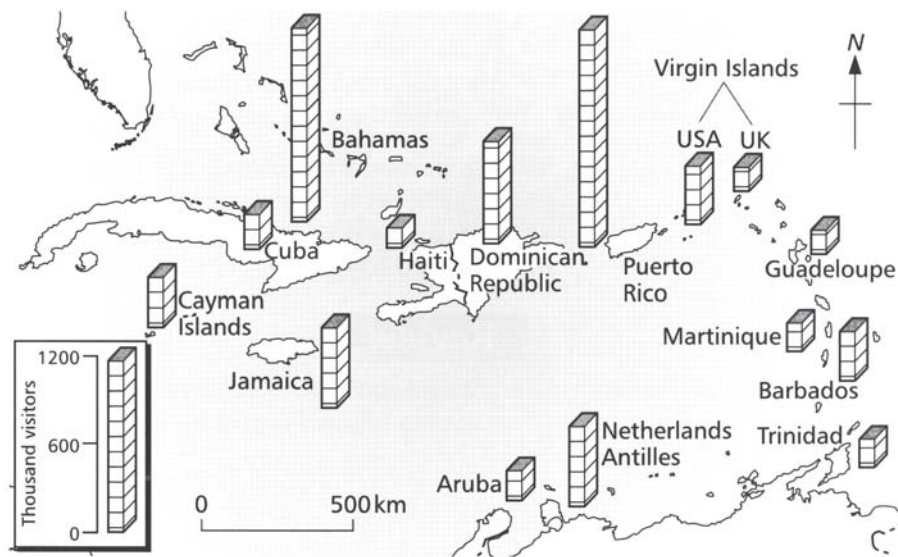 N
Virgin Islands
USA UK
Bahamas
Cuba
Haiti
Dominican
Republic
Puerto
Rico
Guadeloupe
Cayman
Islands
Martinique
Jamaica
Barbados
Trinidad
Netherlands
Antilles
Aruba
1200
600
0
Thousand visitors
0 500 km